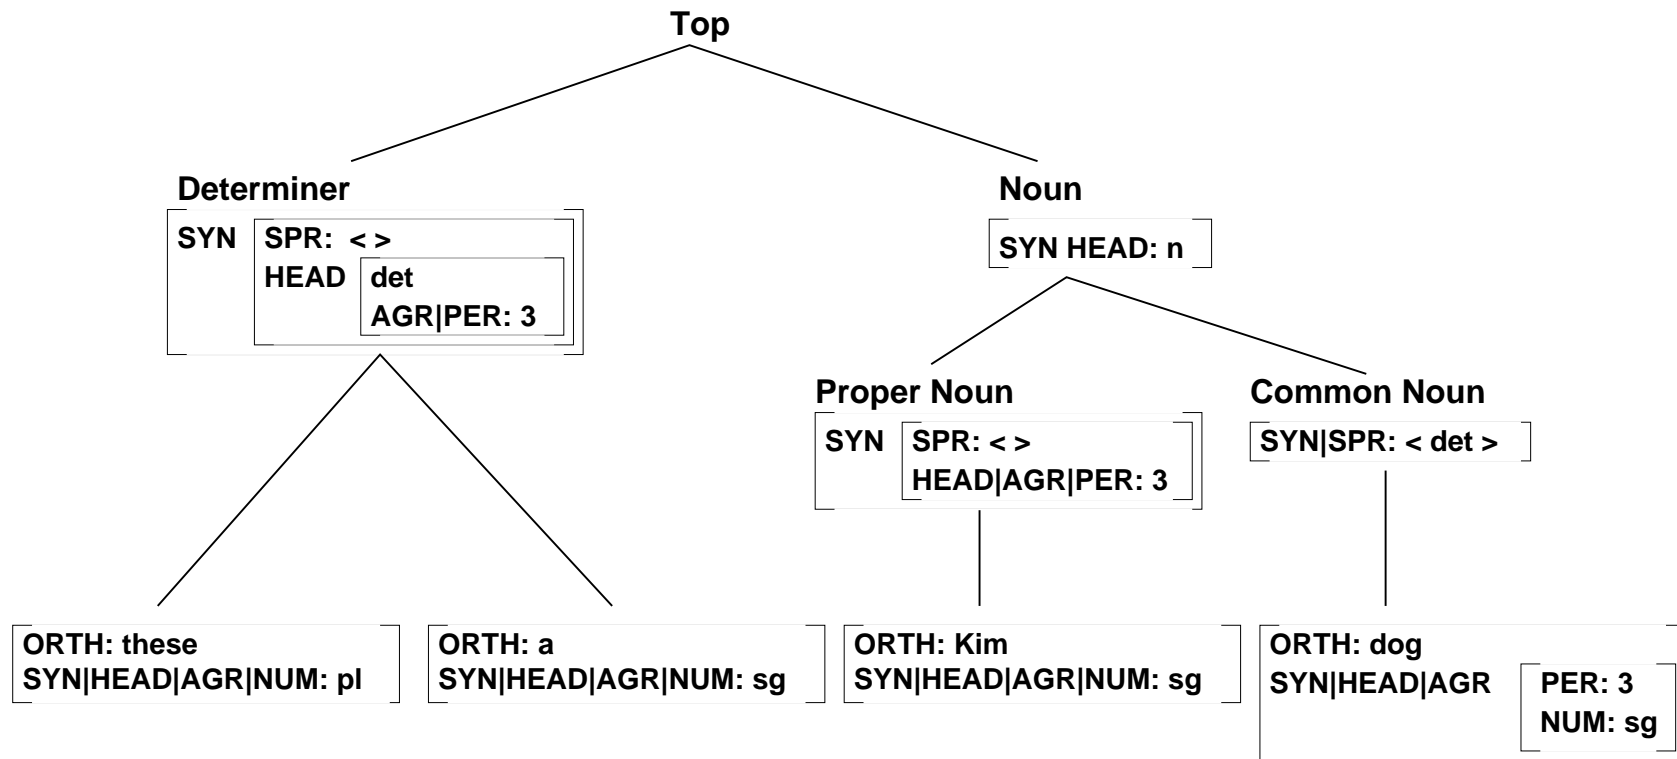 Top
Determiner
SYN SPR: < >
HEAD det
AGR|PER: 3
Noun
SYN HEAD: n
Proper Noun
SYN SPR: < >
HEAD|AGR|PER: 3
Common Noun
SYN|SPR: < det >
ORTH: these
SYN|HEAD|AGR|NUM: pl
ORTH: a
SYN|HEAD|AGR|NUM: sg
ORTH: Kim
SYN|HEAD|AGR|NUM: sg
ORTH: dog
SYN|HEAD|AGR PER: 3
NUM: sg